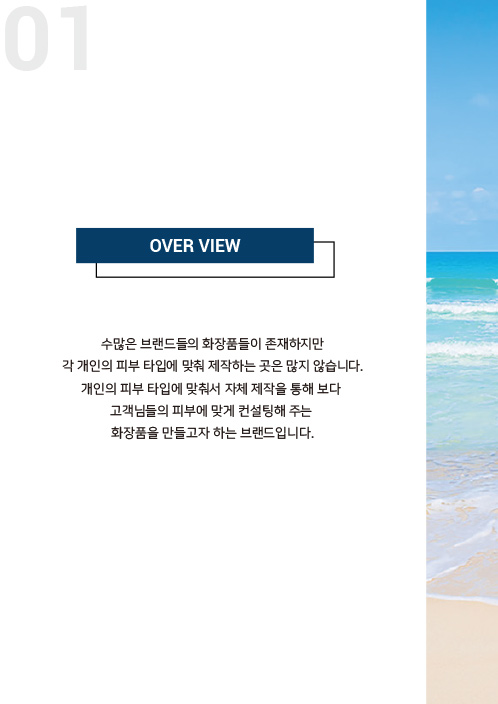 01
OVER VIEW
수많은 브랜드들의 화장품들이 존재하지만
각 개인의 피부 타입에 맞춰 제작하는 곳은 많지 않습니다.
개인의 피부 타입에 맞춰서 자체 제작을 통해 보다
고객님들의 피부에 맞게 컨설팅해 주는
화장품을 만들고자 하는 브랜드입니다.